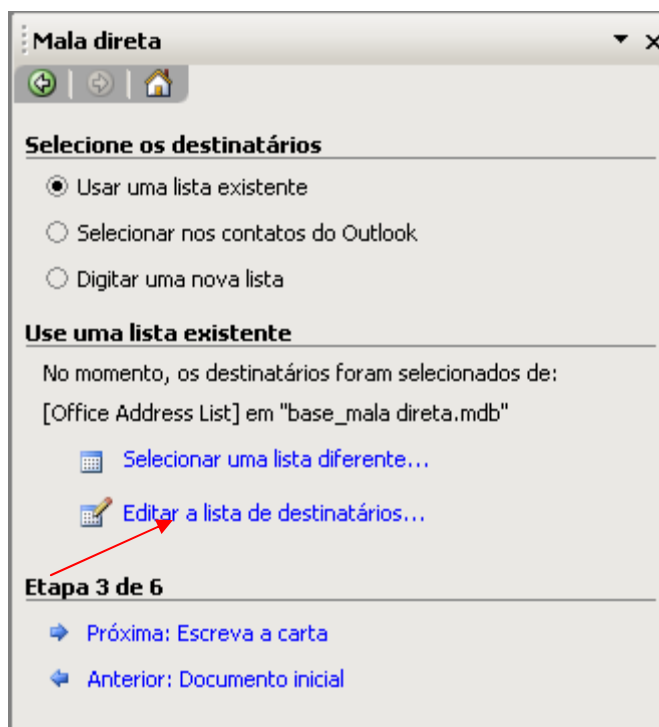 Mala direta
Selecione os destinatários
Usar uma lista existente
Selecionar nos contatos do Outlook
Digitar uma nova lista
Use uma lista existente
No momento, os destinatários foram selecionados de:
[Office Address List] em "base_mala direta.mdb"
Selecionar uma lista diferente...
Editar a lista de destinatários...
Etapa 3 de 6
Próxima: Escreva a carta
Anterior: Documento inicial